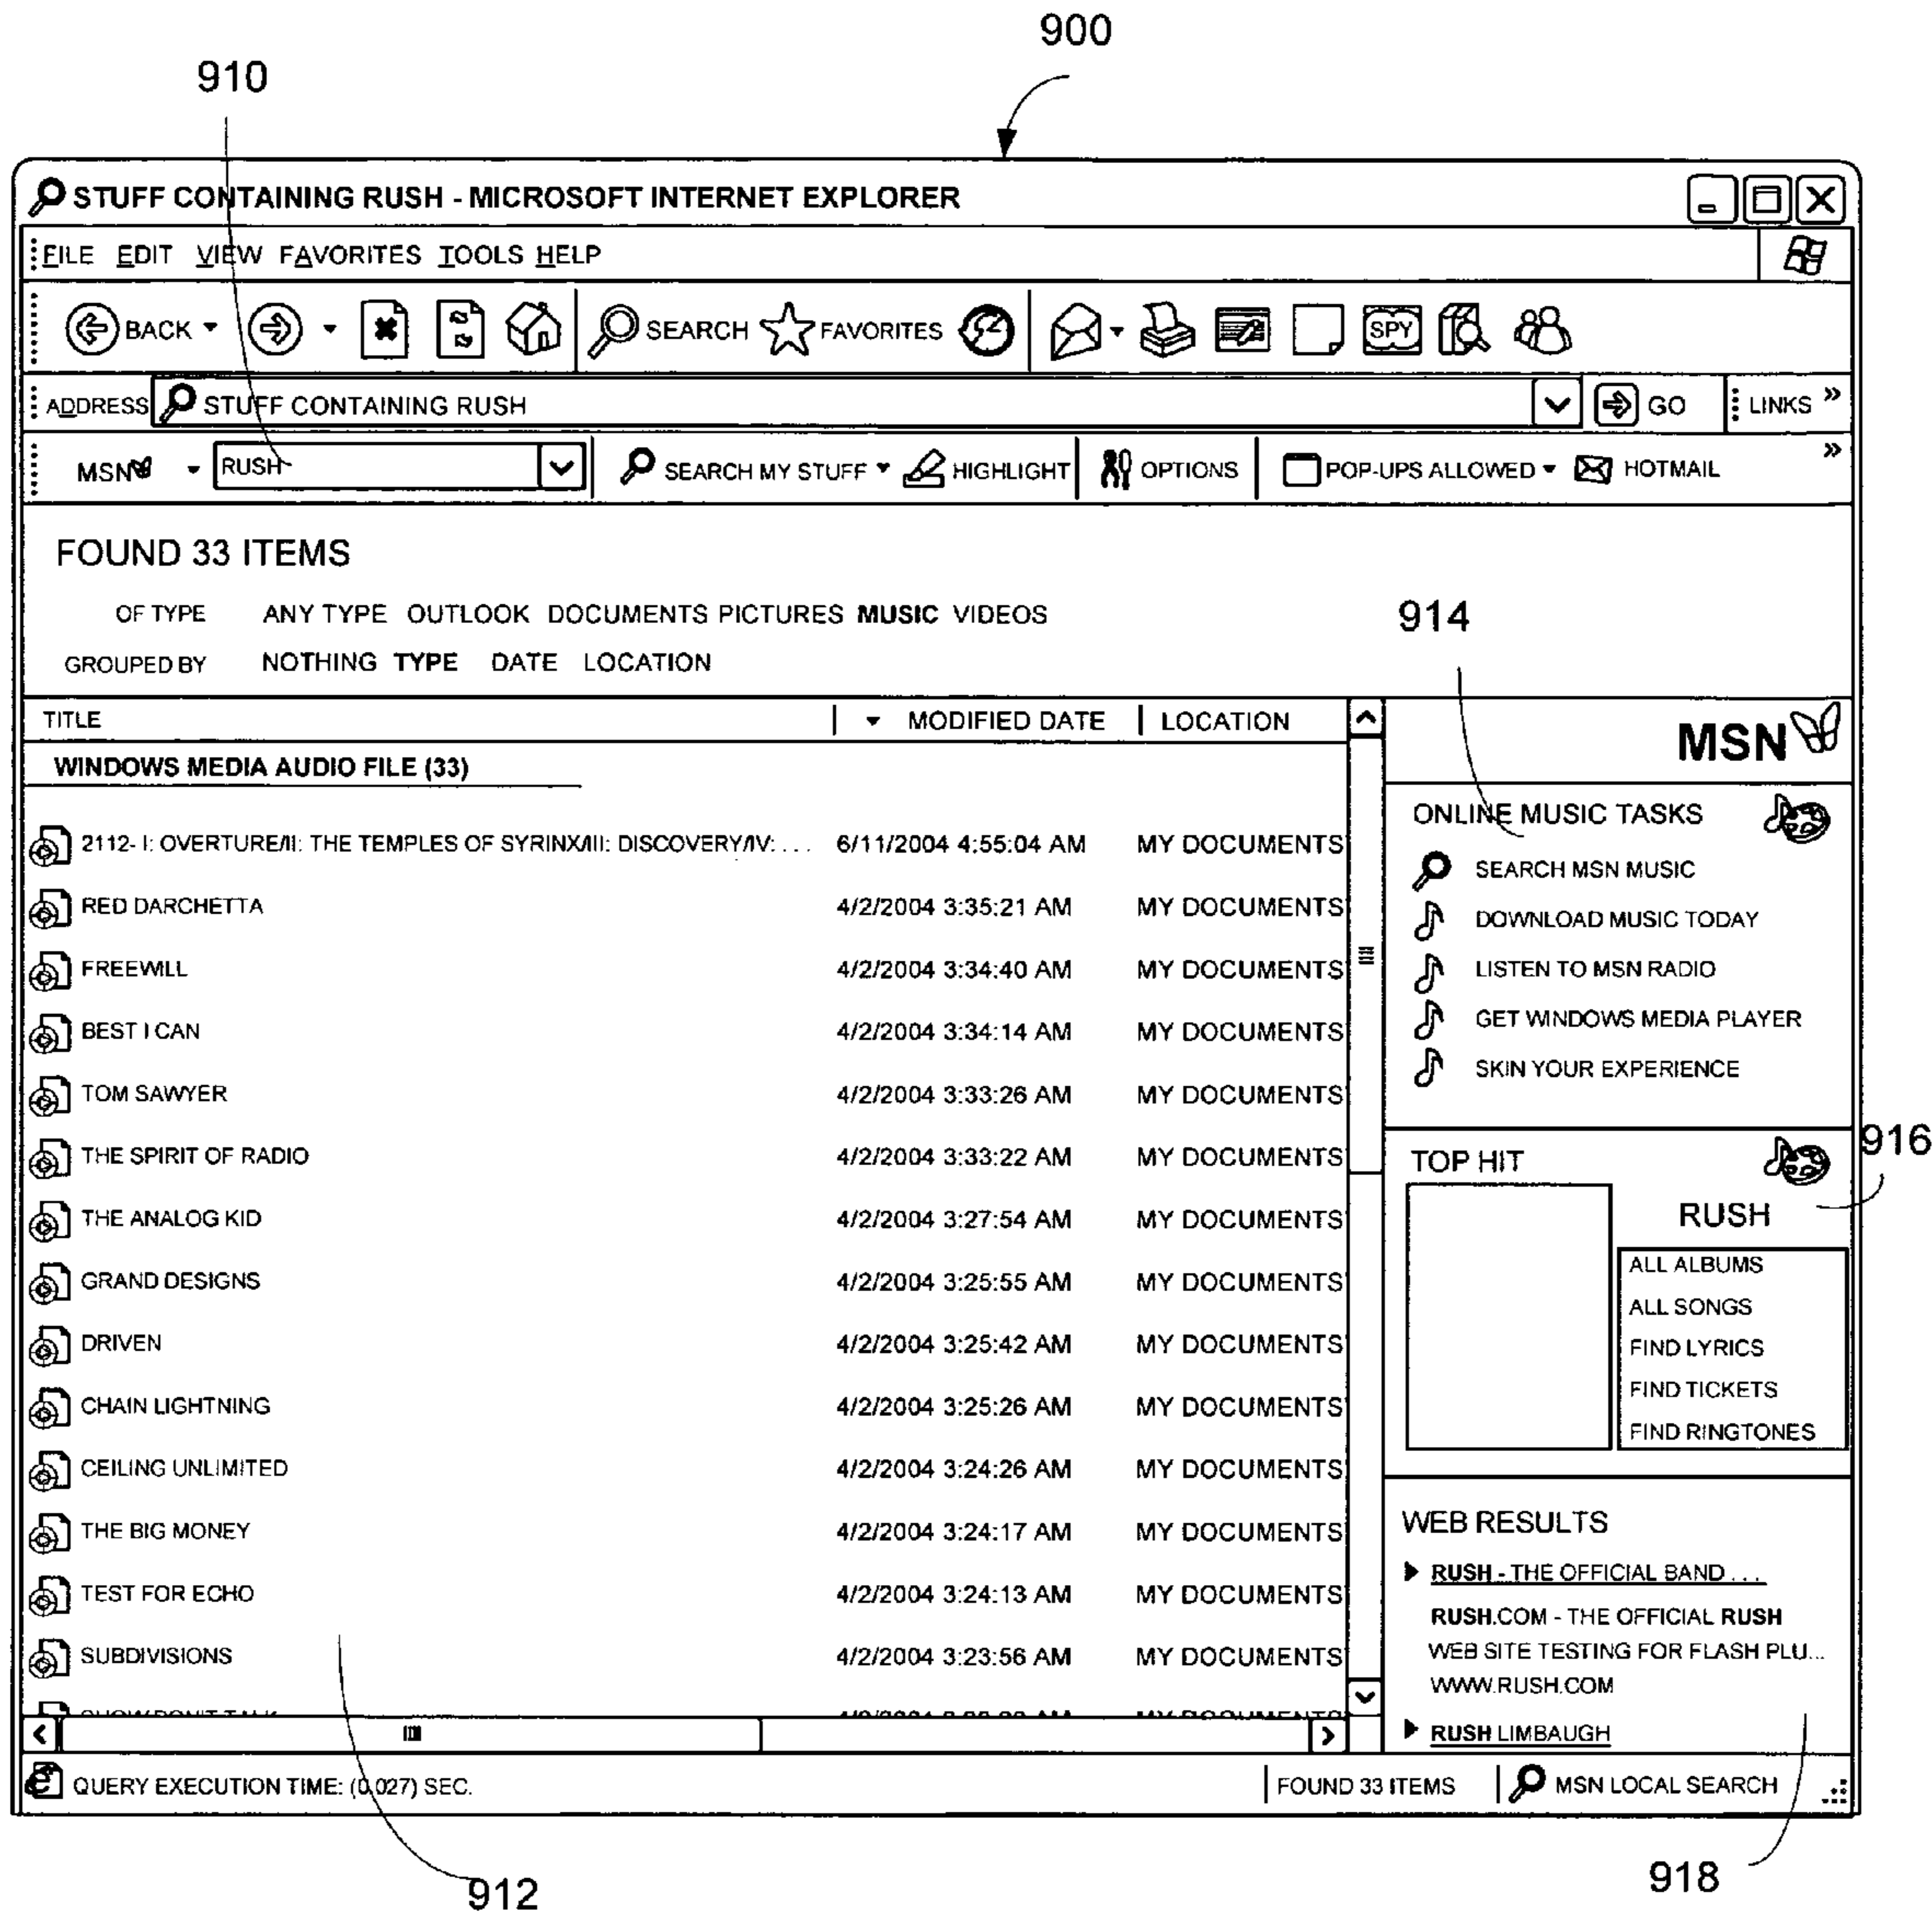 900
910
STUFF CONTAINING RUSH - MICROSOFT INTERNET EXPLORER
FILE EDIT VIEW FAVORITES TOOLS HELP
BACK SEARCH FAVORITES SPY
ADDRESS STUFF CONTAINING RUSH GO LINKS »
MSN RUSH SEARCH MY STUFF HIGHLIGHT OPTIONS POP-UPS ALLOWED HOTMAIL »
FOUND 33 ITEMS
OF TYPE ANY TYPE OUTLOOK DOCUMENTS PICTURES MUSIC VIDEOS
GROUPED BY NOTHING TYPE DATE LOCATION
914
TITLE MODIFIED DATE LOCATION
WINDOWS MEDIA AUDIO FILE (33)
2112- I: OVERTURE/II: THE TEMPLES OF SYRINX/III: DISCOVERY/IV: . . . 6/11/2004 4:55:04 AM MY DOCUMENTS
RED DARCHETTA 4/2/2004 3:35:21 AM MY DOCUMENTS
FREEWILL 4/2/2004 3:34:40 AM MY DOCUMENTS
BEST I CAN 4/2/2004 3:34:14 AM MY DOCUMENTS
TOM SAWYER 4/2/2004 3:33:26 AM MY DOCUMENTS
THE SPIRIT OF RADIO 4/2/2004 3:33:22 AM MY DOCUMENTS
THE ANALOG KID 4/2/2004 3:27:54 AM MY DOCUMENTS
GRAND DESIGNS 4/2/2004 3:25:55 AM MY DOCUMENTS
DRIVEN 4/2/2004 3:25:42 AM MY DOCUMENTS
CHAIN LIGHTNING 4/2/2004 3:25:26 AM MY DOCUMENTS
CEILING UNLIMITED 4/2/2004 3:24:26 AM MY DOCUMENTS
THE BIG MONEY 4/2/2004 3:24:17 AM MY DOCUMENTS
TEST FOR ECHO 4/2/2004 3:24:13 AM MY DOCUMENTS
SUBDIVISIONS 4/2/2004 3:23:56 AM MY DOCUMENTS
MSN
ONLINE MUSIC TASKS
SEARCH MSN MUSIC
DOWNLOAD MUSIC TODAY
LISTEN TO MSN RADIO
GET WINDOWS MEDIA PLAYER
SKIN YOUR EXPERIENCE
916
TOP HIT
RUSH
ALL ALBUMS
ALL SONGS
FIND LYRICS
FIND TICKETS
FIND RINGTONES
WEB RESULTS
RUSH - THE OFFICIAL BAND . . .
RUSH.COM - THE OFFICIAL RUSH
WEB SITE TESTING FOR FLASH PLU...
WWW.RUSH.COM
RUSH LIMBAUGH
QUERY EXECUTION TIME: (0.027) SEC. FOUND 33 ITEMS MSN LOCAL SEARCH
912
918